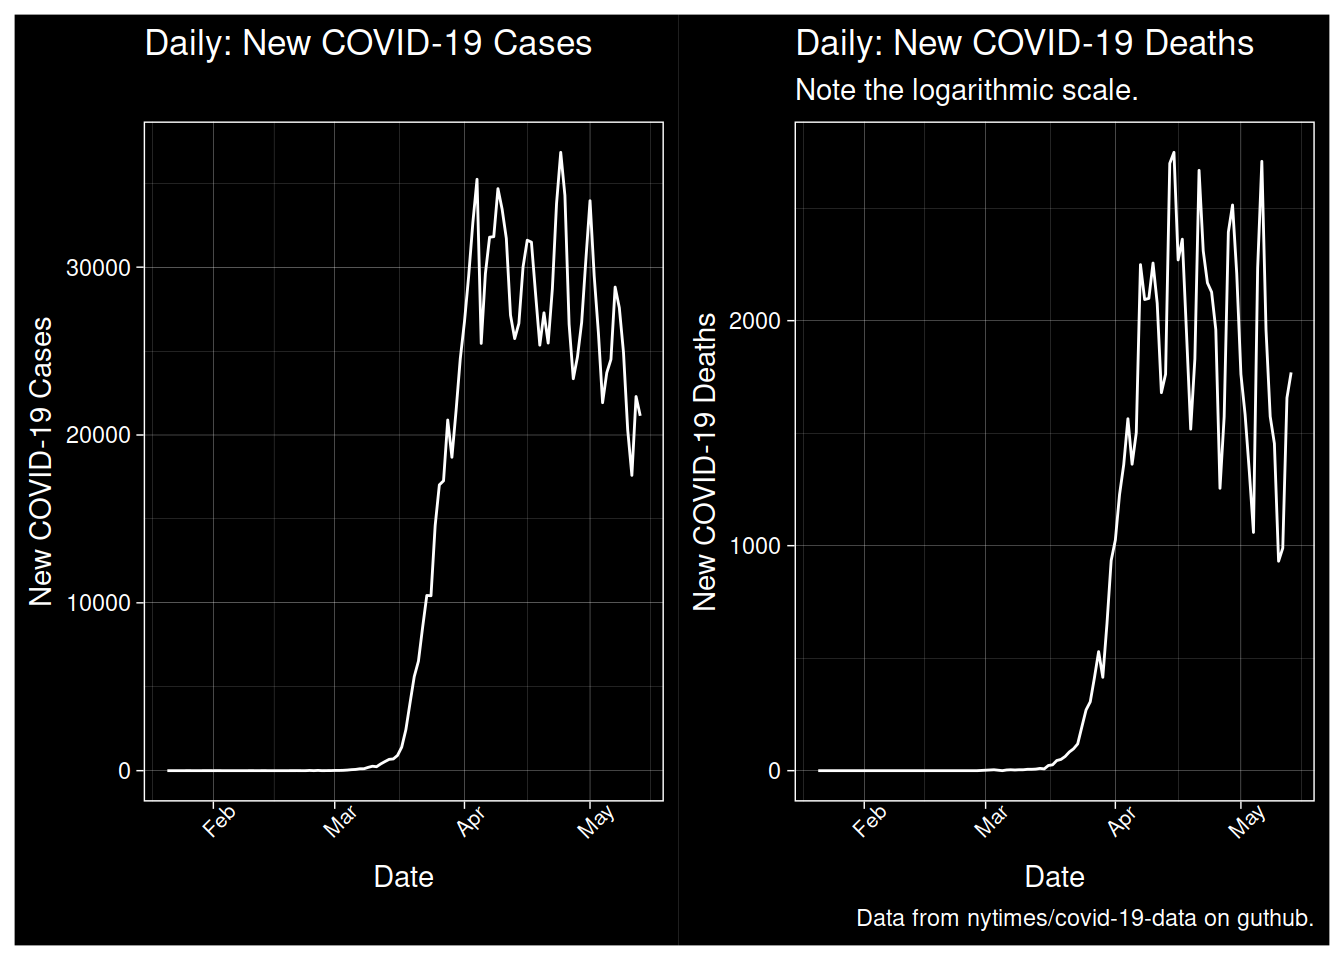 Daily: New COVID-19 Cases
New COVID-19 Cases
30000
20000
10000
0
Feb
Mar
Apr
May
Date
Daily: New COVID-19 Deaths
Note the logarithmic scale.
New COVID-19 Deaths
2000
1000
0
Feb
Mar
Apr
May
Date
Data from nytimes/covid-19-data on guthub.